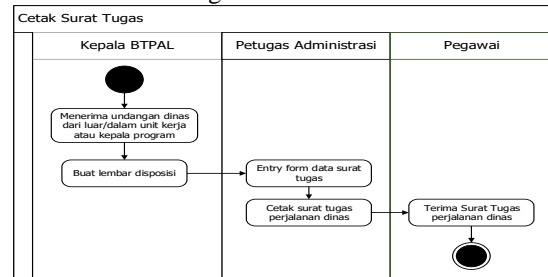 Cetak Surat Tugas
Kepala BTPAL
Petugas Administrasi
Pegawai
Menerima undangan dinas
dari luar/dalam unit kerja
atau kepala program
Buat lembar disposisi
Entry form data surat
tugas
Cetak surat tugas
perjalanan dinas
Terima Surat Tugas
perjalanan dinas